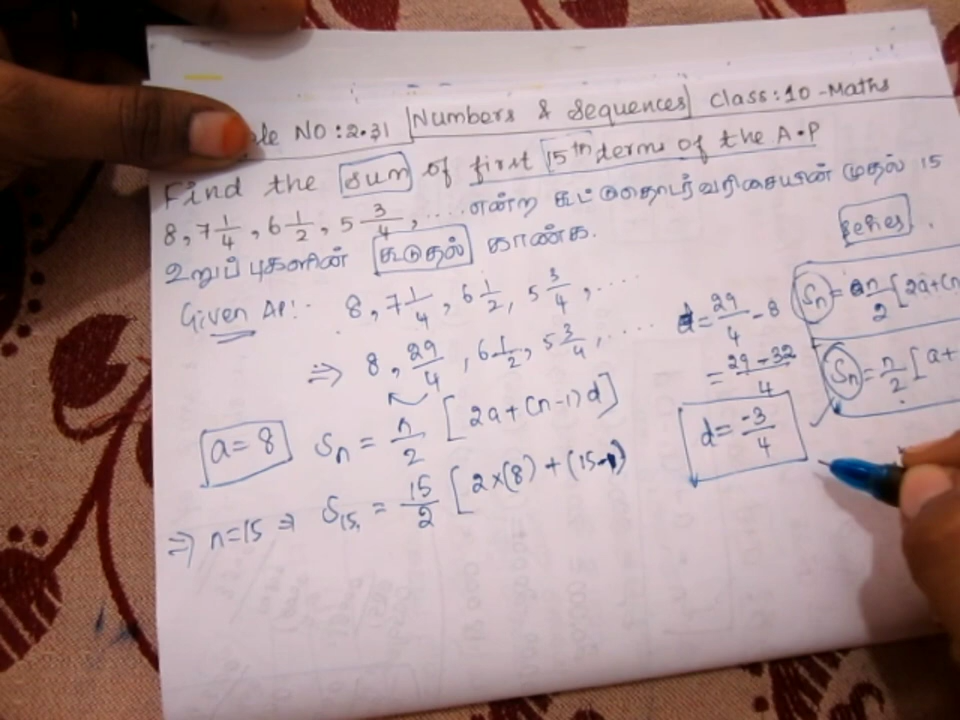 NO : 2.31 Numbers & Sequences Class : 10 - Maths
Find the sum of first 15th terms of the A.P
8, 7 1/4, 6 1/2, 5 3/4, .... என்ற கூட்டுதொடர்வரிசையின் முதல் 15
உறுப்புகளின் கூடுதல் காண்க.
series.
Given AP:- 8, 7 1/4, 6 1/2, 5 3/4, ...
⇒ 8, 29/4, 6 1/2, 5 3/4, ....
d = 29/4 - 8
= 29-32/4
d = -3/4
Sn = n/2 [2a+(n
Sn = n/2 [a+
a = 8 Sn = n/2 [2a+(n-1)d]
⇒ n=15 ⇒ S15 = 15/2 [2×(8) + (15-1)